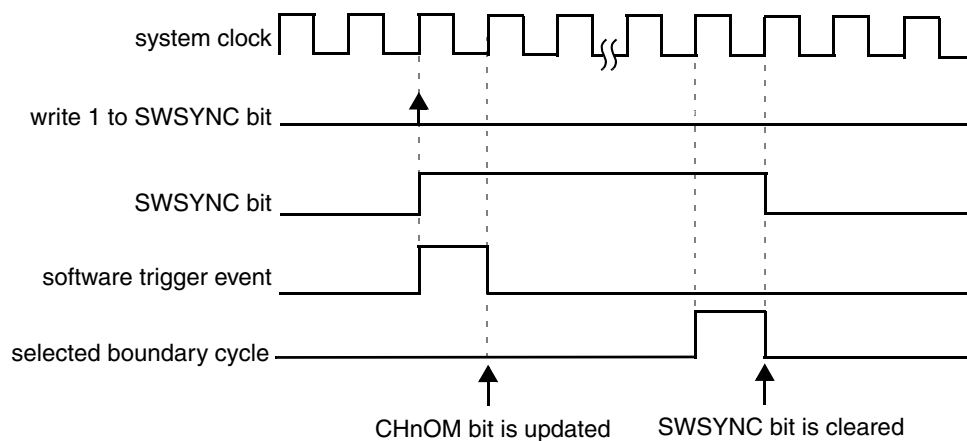 system clock
write 1 to SWSYNC bit
SWSYNC bit
software trigger event
selected boundary cycle
CHnOM bit is updated
SWSYNC bit is cleared